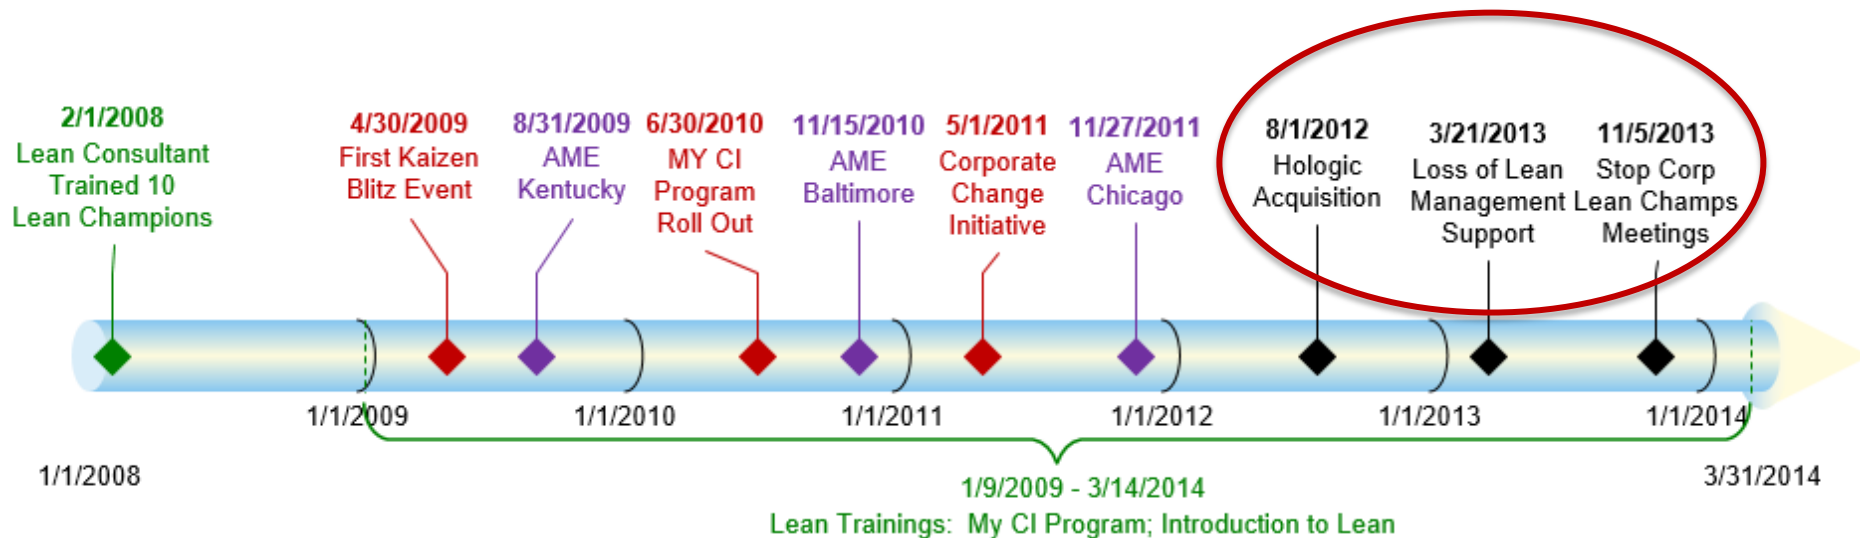 2/1/2008
Lean Consultant
Trained 10
Lean Champions
4/30/2009
First Kaizen
Blitz Event
8/31/2009
AME
Kentucky
6/30/2010
MY CI
Program
Roll Out
11/15/2010
AME
Baltimore
5/1/2011
Corporate
Change
Initiative
11/27/2011
AME
Chicago
8/1/2012
Hologic
Acquisition
3/21/2013
Loss of Lean
Management
Support
11/5/2013
Stop Corp
Lean Champs
Meetings
1/1/2009
1/1/2010
1/1/2011
1/1/2012
1/1/2013
1/1/2014
1/1/2008
3/31/2014
1/9/2009 - 3/14/2014
Lean Trainings:  My CI Program; Introduction to Lean